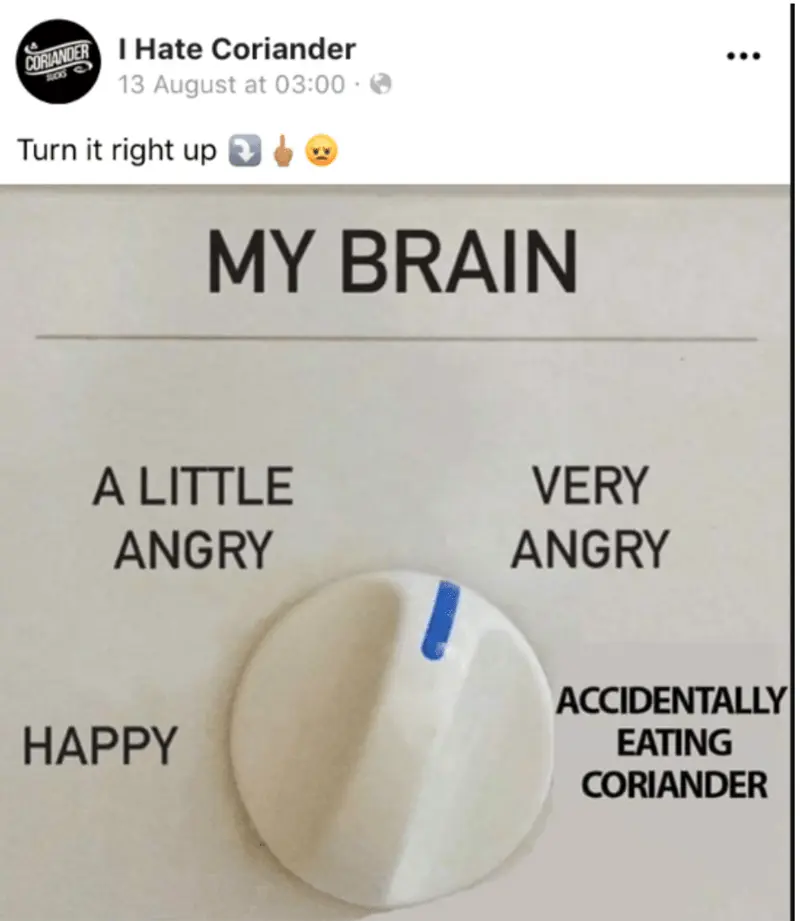 A
CORIANDER
SUCKS
I Hate Coriander
13 August at 03:00 ·
Turn it right up ⤵️🖕🏽😠
MY BRAIN
A LITTLE
ANGRY
VERY
ANGRY
HAPPY
ACCIDENTALLY
EATING
CORIANDER